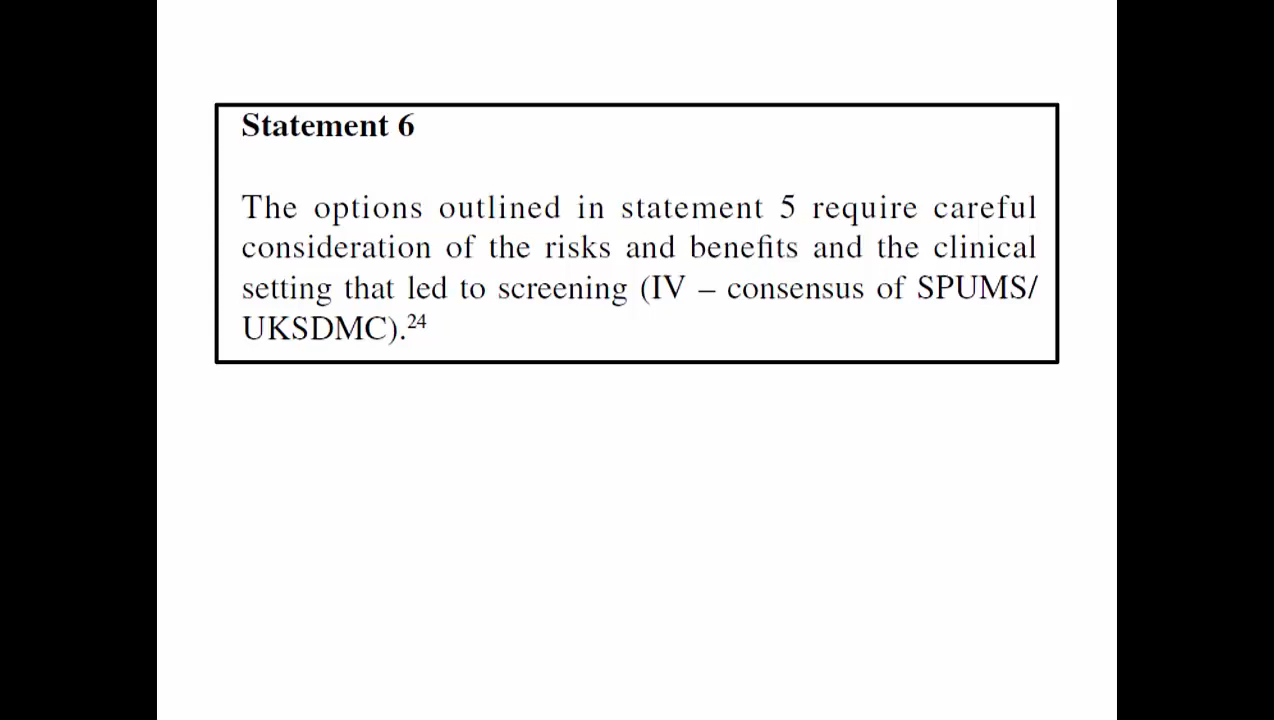 Statement 6
The options outlined in statement 5 require careful
consideration of the risks and benefits and the clinical
setting that led to screening (IV – consensus of SPUMS/
UKSDMC).24